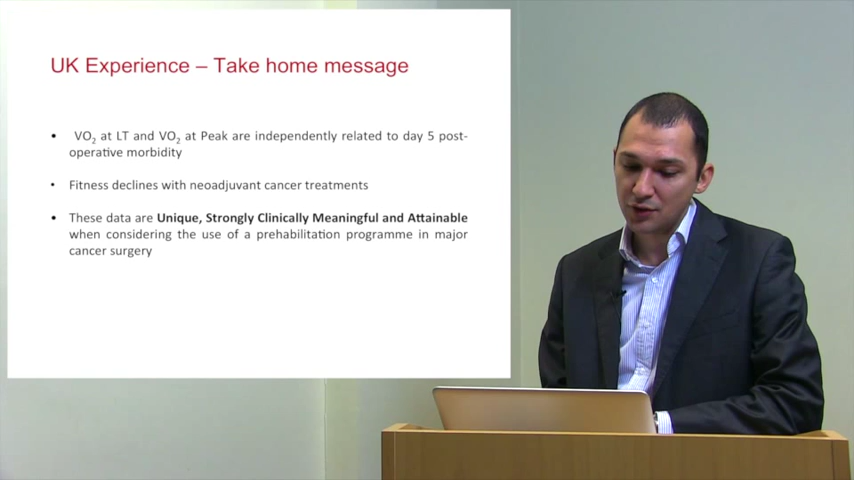 UK Experience – Take home message
• VO2 at LT and VO2 at Peak are independently related to day 5 post-
operative morbidity
• Fitness declines with neoadjuvant cancer treatments
• These data are Unique, Strongly Clinically Meaningful and Attainable
when considering the use of a prehabilitation programme in major
cancer surgery